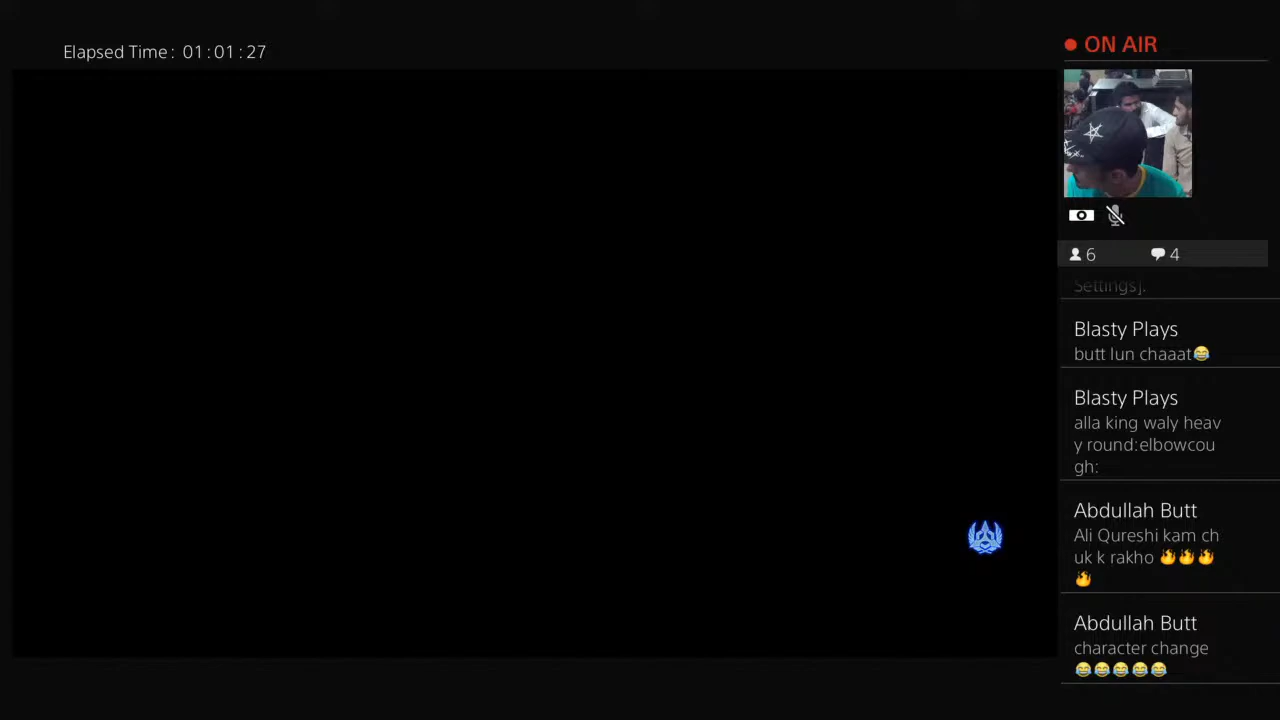 Elapsed Time: 01:01:27
ON AIR
6 4
Settings].
Blasty Plays
butt lun chaaat😂
Blasty Plays
alla king waly heav
y round:elbowcou
gh:
Abdullah Butt
Ali Qureshi kam ch
uk k rakho 🔥🔥🔥
🔥
Abdullah Butt
character change
😂😂😂😂😂